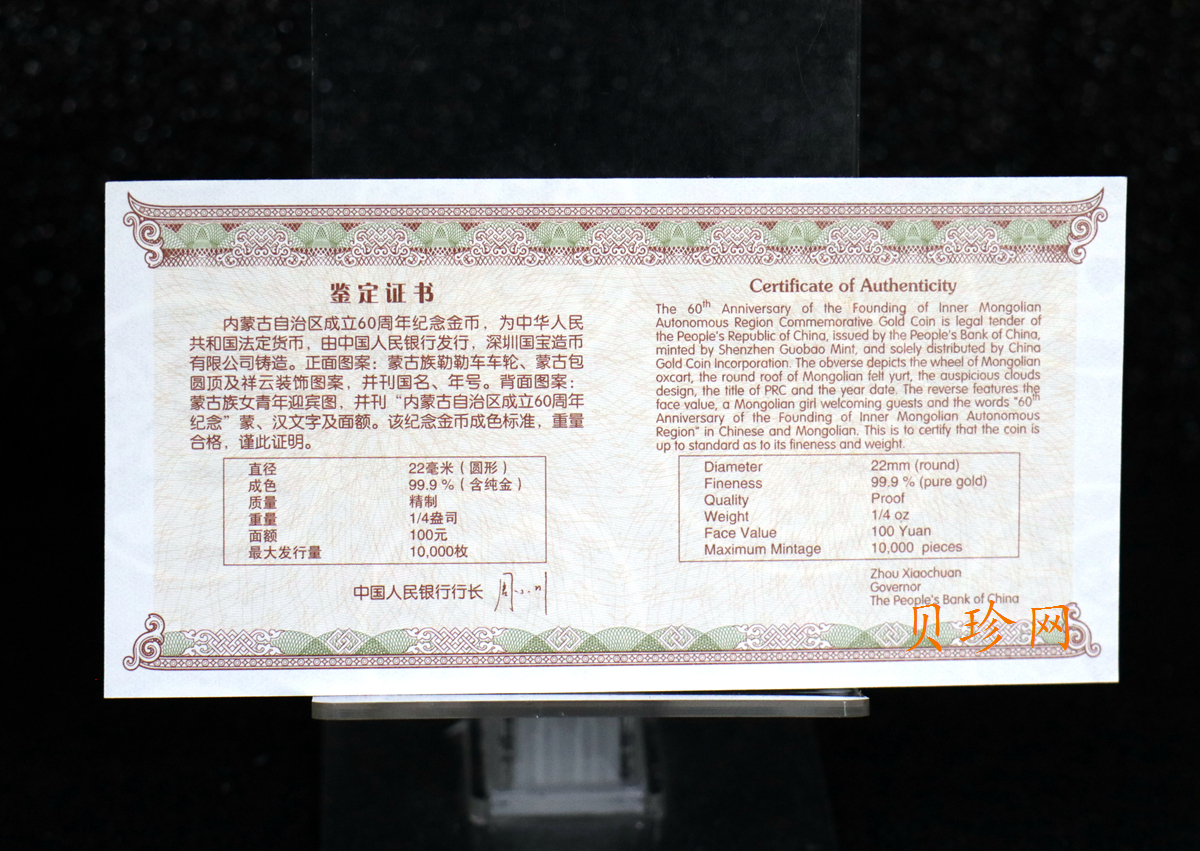 鉴定证书
内蒙古自治区成立60周年纪念金币，为中华人民
共和国法定货币，由中国人民银行发行，深圳国宝造币
有限公司铸造。正面图案：蒙古族勒勒车车轮、蒙古包
圆顶及祥云装饰图案，并刊国名、年号。背面图案：
蒙古族女青年迎宾图，并刊“内蒙古自治区成立60周年
纪念”蒙、汉文字及面额。该纪念金币成色标准，重量
合格，谨此证明。
直径 22毫米（圆形）
成色 99.9％（含纯金）
质量 精制
重量 1/4盎司
面额 100元
最大发行量 10,000枚
中国人民银行行长
Certificate of Authenticity
The 60th Anniversary of the Founding of Inner Mongolian
Autonomous Region Commemorative Gold Coin is legal tender of
the People's Republic of China, issued by the People's Bank of China,
minted by Shenzhen Guobao Mint, and solely distributed by China
Gold Coin Incorporation. The obverse depicts the wheel of Mongolian
oxcart, the round roof of Mongolian felt yurt, the auspicious clouds
design, the title of PRC and the year date. The reverse features the
face value, a Mongolian girl welcoming guests and the words "60th
Anniversary of the Founding of Inner Mongolian Autonomous
Region" in Chinese and Mongolian. This is to certify that the coin is
up to standard as to its fineness and weight.
Diameter 22mm (round)
Fineness 99.9 % (pure gold)
Quality Proof
Weight 1/4 oz
Face Value 100 Yuan
Maximum Mintage 10,000 pieces
Zhou Xiaochuan
Governor
The People's Bank of China
贝珍网